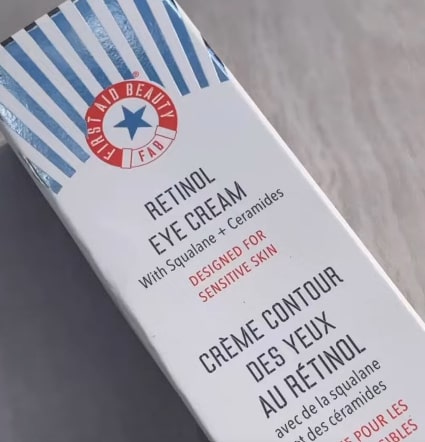 FIRST AID BEAUTY
FAB
®
RETINOL
EYE CREAM
With Squalane + Ceramides
DESIGNED FOR
SENSITIVE SKIN
CRÈME CONTOUR
DES YEUX
AU RÉTINOL
avec de la squalane
et des céramides
POUR LES